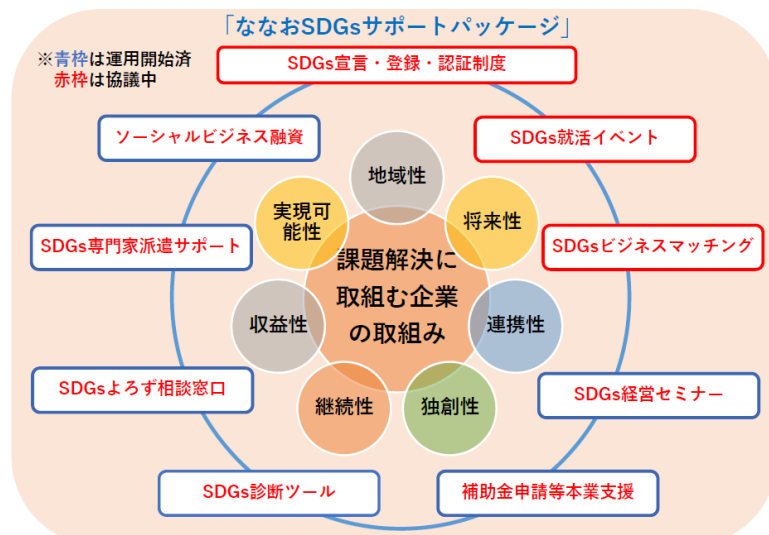 「ななおSDGsサポートパッケージ」
※青枠は運用開始済
赤枠は協議中
SDGs宣言・登録・認証制度
ソーシャルビジネス融資
SDGs就活イベント
地域性
実現可
能性
将来性
SDGs専門家派遣サポート
SDGsビジネスマッチング
課題解決に
取組む企業
の取組み
収益性
連携性
SDGsよろず相談窓口
SDGs経営セミナー
継続性
独創性
SDGs診断ツール
補助金申請等本業支援